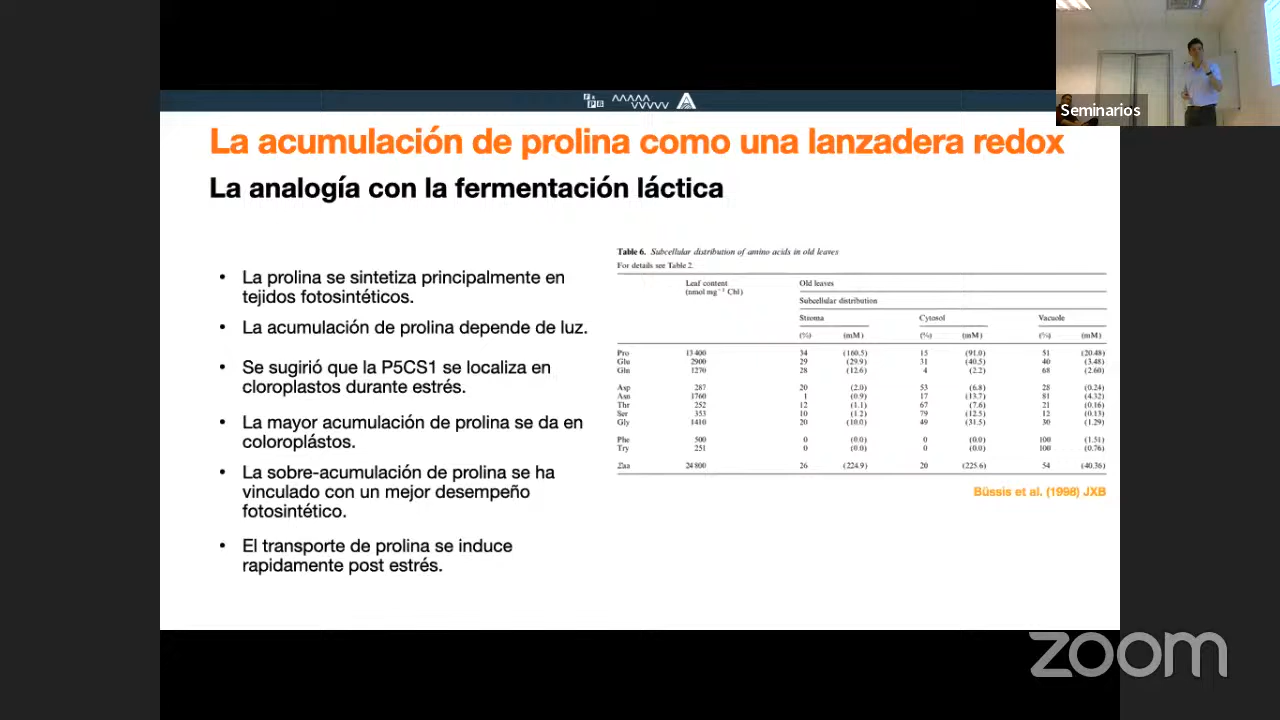 Seminarios
La acumulación de prolina como una lanzadera redox
La analogía con la fermentación láctica
• La prolina se sintetiza principalmente en
tejidos fotosintéticos.
• La acumulación de prolina depende de luz.
• Se sugirió que la P5CS1 se localiza en
cloroplastos durante estrés.
• La mayor acumulación de prolina se da en
coloroplástos.
• La sobre-acumulación de prolina se ha
vinculado con un mejor desempeño
fotosintético.
• El transporte de prolina se induce
rapidamente post estrés.
Table 6. Subcellular distribution of amino acids in old leaves
For details see Table 2.
Leaf content Old leaves
(nmol mg⁻¹ Chl)
Subcellular distribution
Stroma Cytosol Vacuole
(%) (mM) (%) (mM) (%) (mM)
Pro 13 400 34 (160.5) 15 (91.0) 51 (20.48)
Glu 2900 29 (29.9) 31 (40.5) 40 (3.48)
Gln 1270 28 (12.6) 4 (2.2) 68 (2.60)
Asp 287 20 (2.0) 53 (6.8) 28 (0.24)
Asn 1760 1 (0.9) 17 (13.7) 81 (4.32)
Thr 252 12 (1.1) 67 (7.6) 21 (0.16)
Ser 353 10 (1.2) 79 (12.5) 12 (0.13)
Gly 1410 20 (10.0) 49 (31.5) 30 (1.29)
Phe 500 0 (0.0) 0 (0.0) 100 (1.51)
Try 251 0 (0.0) 0 (0.0) 100 (0.76)
Σaa 24 800 26 (224.9) 20 (225.6) 54 (40.36)
Büssis et al. (1998) JXB
zoom